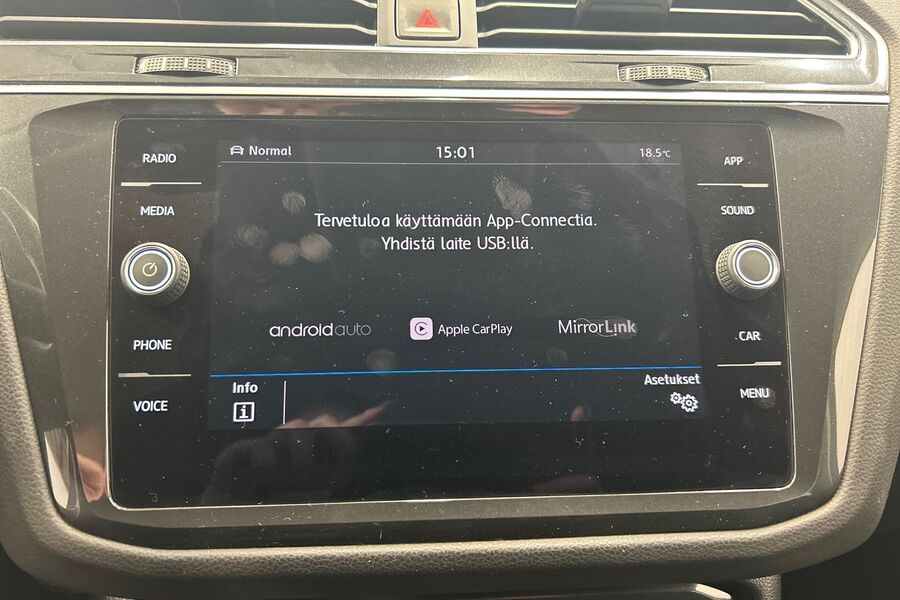 RADIO
MEDIA
PHONE
VOICE
Normal
15:01
18.5°C
Tervetuloa käyttämään App-Connectia.
Yhdistä laite USB:llä.
androidauto
Apple CarPlay
MirrorLink
Info
i
Asetukset
APP
SOUND
CAR
MENU